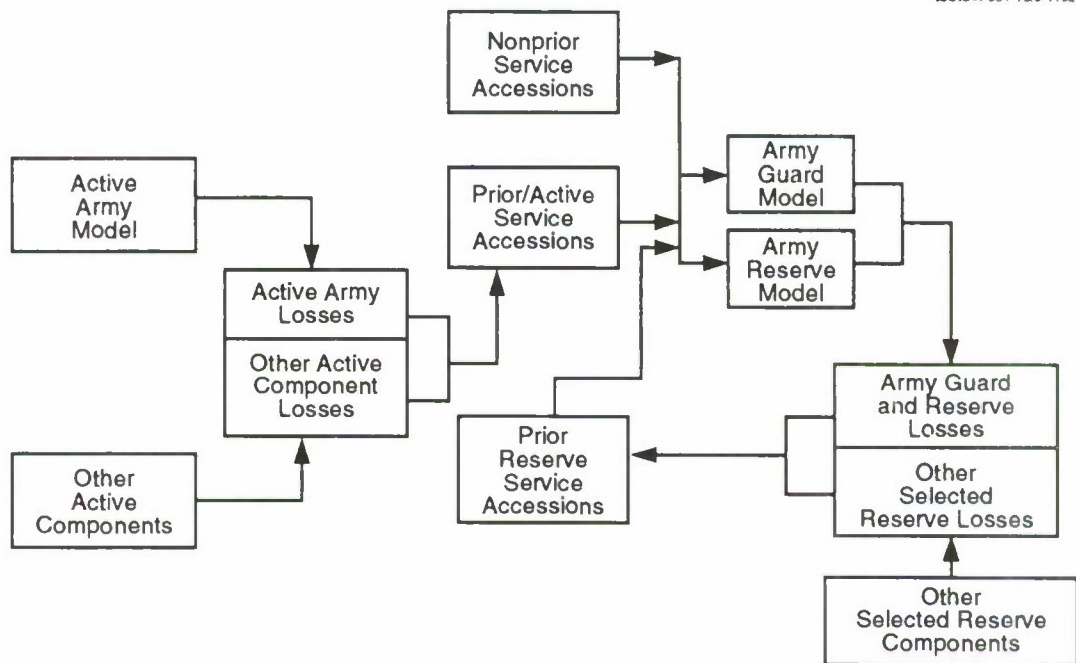 Nonprior
Service
Accessions
Active
Army
Model
Prior/Active
Service
Accessions
Army
Guard
Model
Army
Reserve
Model
Active Army
Losses
Other Active
Component
Losses
Army Guard
and Reserve
Losses
Other
Selected
Reserve Losses
Prior
Reserve
Service
Accessions
Other
Active
Components
Other
Selected Reserve
Components